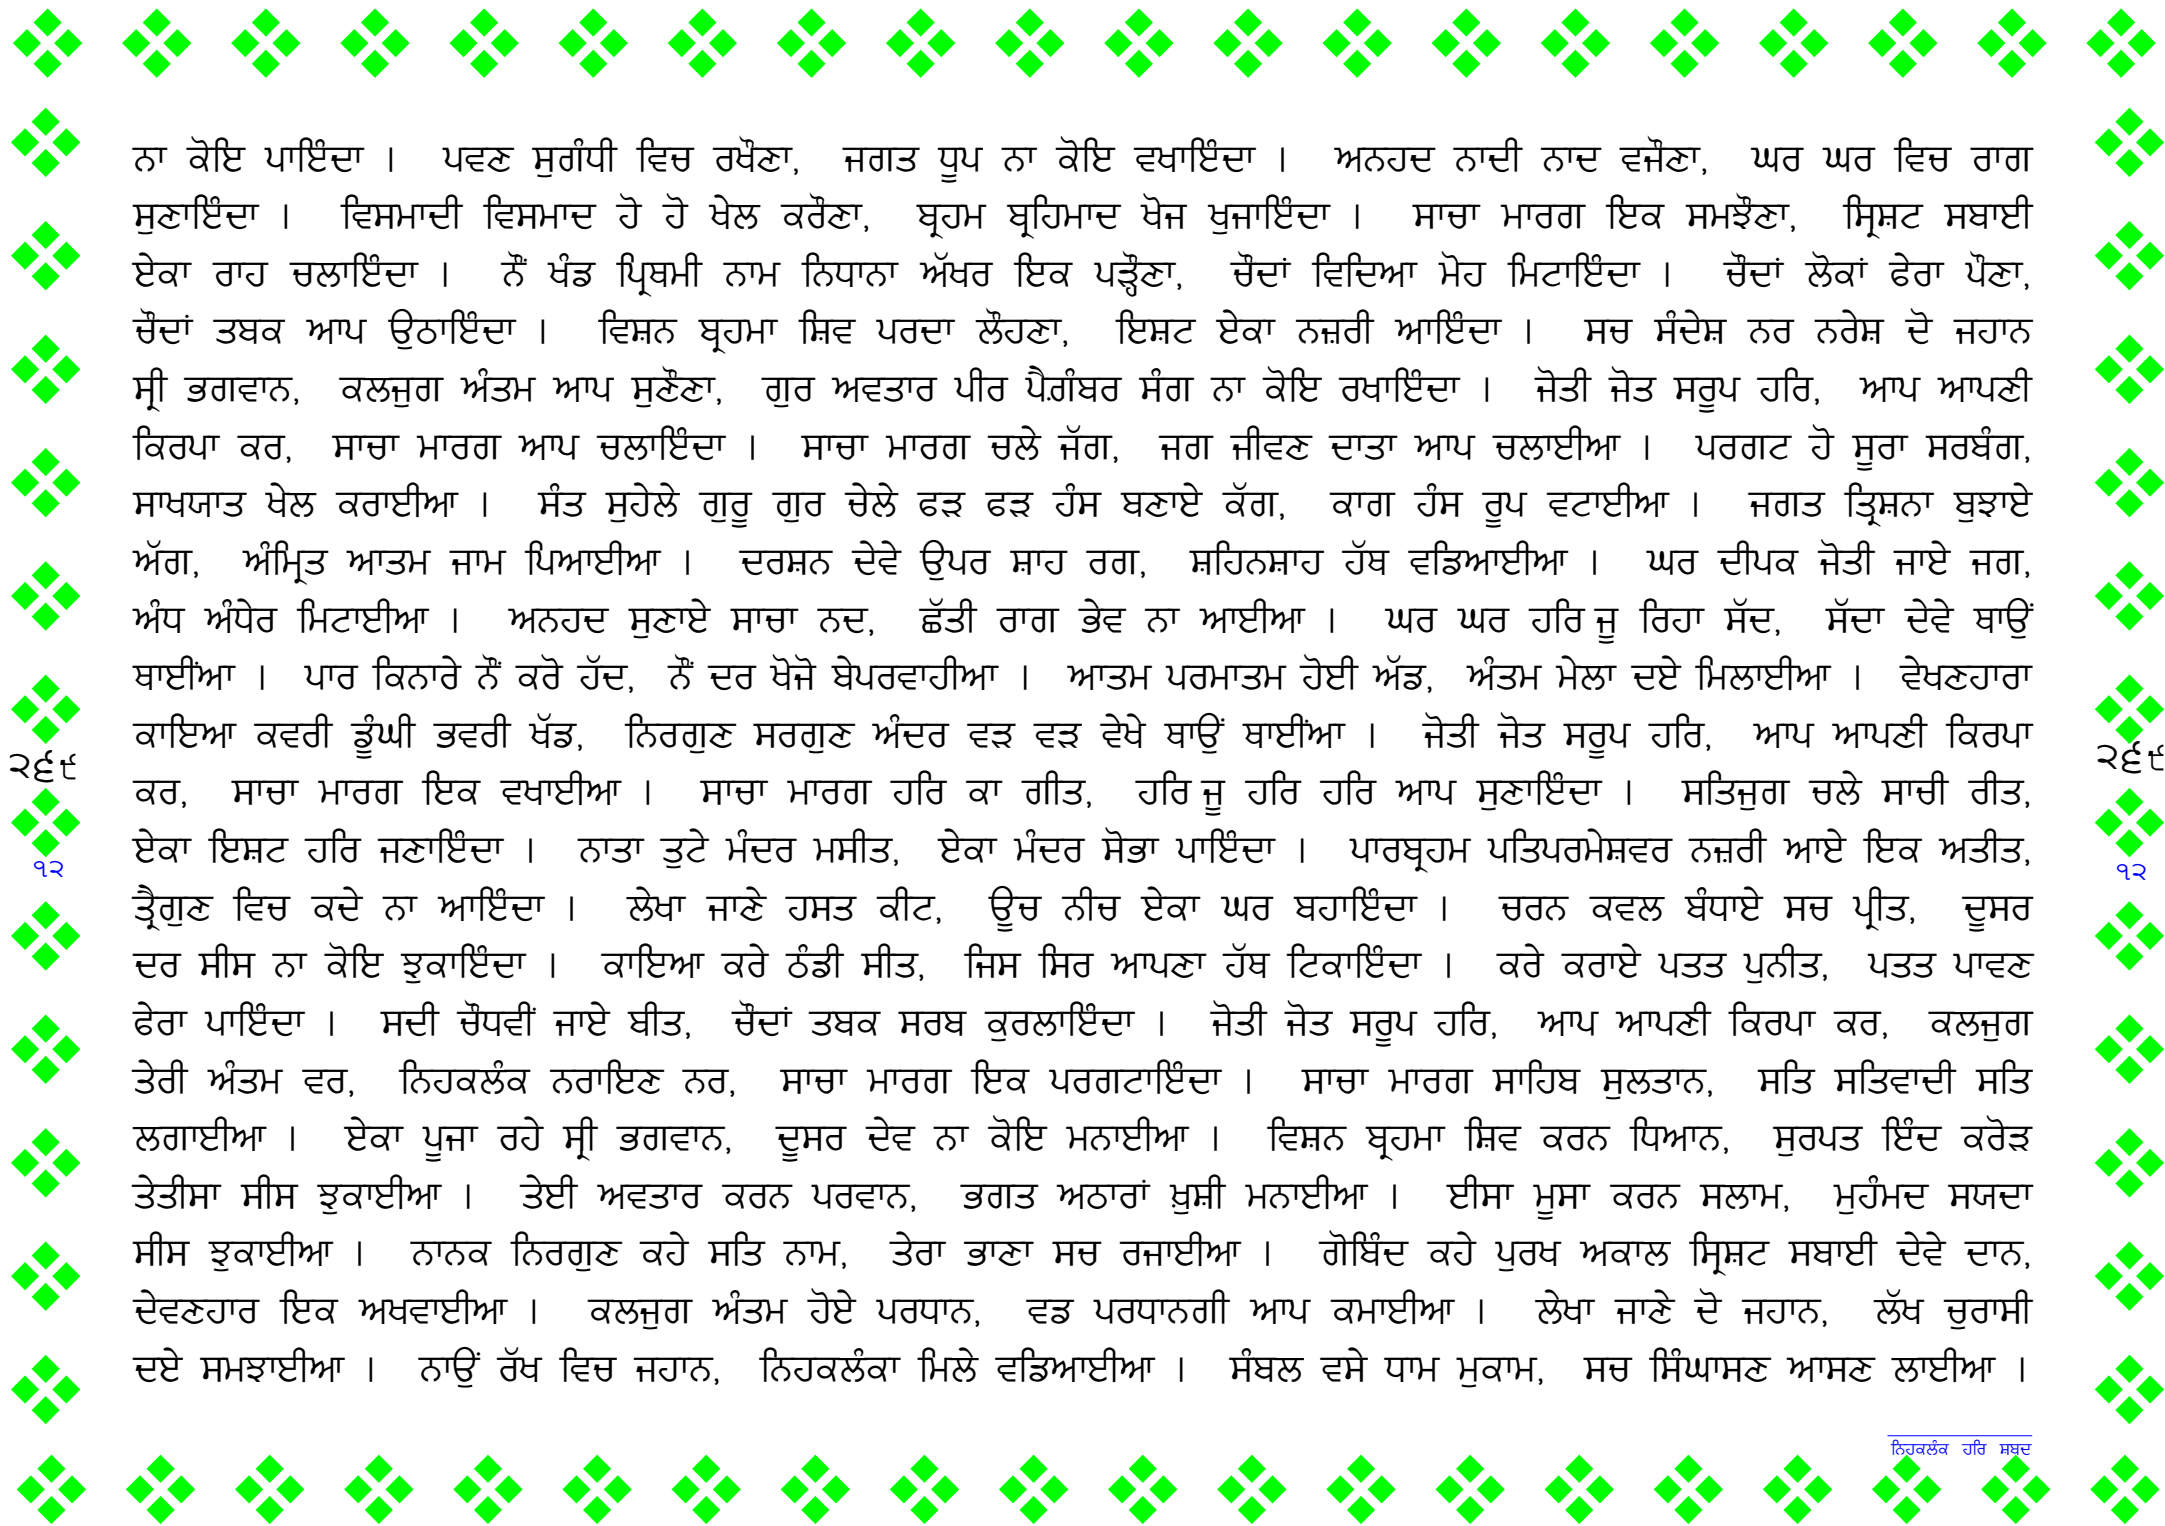 ਨਾ ਕੋਇ ਪਾਇੰਦਾ । ਪਵਣ ਸੁਗੰਧੀ ਵਿਚ ਰਖੌਣਾ, ਜਗਤ ਧੂਪ ਨਾ ਕੋਇ ਵਖਾਇੰਦਾ । ਅਨਹਦ ਨਾਦੀ ਨਾਦ ਵਜੌਣਾ, ਘਰ ਘਰ ਵਿਚ ਰਾਗ
ਸੁਣਾਇੰਦਾ । ਵਿਸਮਾਦੀ ਵਿਸਮਾਦ ਹੋ ਹੋ ਖੇਲ ਕਰੌਣਾ, ਬ੍ਰਹਮ ਬ੍ਰਹਿਮਾਦ ਖੋਜ ਖੁਜਾਇੰਦਾ । ਸਾਚਾ ਮਾਰਗ ਇਕ ਸਮਝੌਣਾ, ਸ੍ਰਿਸ਼ਟ ਸਬਾਈ
ਏਕਾ ਰਾਹ ਚਲਾਇੰਦਾ । ਨੌਂ ਖੰਡ ਪ੍ਰਿਥਮੀ ਨਾਮ ਨਿਧਾਨਾ ਅੱਖਰ ਇਕ ਪੜ੍ਹੌਣਾ, ਚੌਦਾਂ ਵਿਦਿਆ ਮੋਹ ਮਿਟਾਇੰਦਾ । ਚੌਦਾਂ ਲੋਕਾਂ ਫੇਰਾ ਪੌਣਾ,
ਚੌਦਾਂ ਤਬਕ ਆਪ ਉਠਾਇੰਦਾ । ਵਿਸ਼ਨ ਬ੍ਰਹਮਾ ਸ਼ਿਵ ਪਰਦਾ ਲੌਹਣਾ, ਇਸ਼ਟ ਏਕਾ ਨਜ਼ਰੀ ਆਇੰਦਾ । ਸਚ ਸੰਦੇਸ਼ ਨਰ ਨਰੇਸ਼ ਦੋ ਜਹਾਨ
ਸ੍ਰੀ ਭਗਵਾਨ, ਕਲਜੁਗ ਅੰਤਮ ਆਪ ਸੁਣੌਣਾ, ਗੁਰ ਅਵਤਾਰ ਪੀਰ ਪੈਗ਼ੰਬਰ ਸੰਗ ਨਾ ਕੋਇ ਰਖਾਇੰਦਾ । ਜੋਤੀ ਜੋਤ ਸਰੂਪ ਹਰਿ, ਆਪ ਆਪਣੀ
ਕਿਰਪਾ ਕਰ, ਸਾਚਾ ਮਾਰਗ ਆਪ ਚਲਾਇੰਦਾ । ਸਾਚਾ ਮਾਰਗ ਚਲੇ ਜੱਗ, ਜਗ ਜੀਵਣ ਦਾਤਾ ਆਪ ਚਲਾਈਆ । ਪਰਗਟ ਹੋ ਸੂਰਾ ਸਰਬੰਗ,
ਸਾਖਯਾਤ ਖੇਲ ਕਰਾਈਆ । ਸੰਤ ਸੁਹੇਲੇ ਗੁਰੂ ਗੁਰ ਚੇਲੇ ਫੜ ਫੜ ਹੰਸ ਬਣਾਏ ਕੱਗ, ਕਾਗ ਹੰਸ ਰੂਪ ਵਟਾਈਆ । ਜਗਤ ਤ੍ਰਿਸ਼ਨਾ ਬੁਝਾਏ
ਅੱਗ, ਅੰਮ੍ਰਿਤ ਆਤਮ ਜਾਮ ਪਿਆਈਆ । ਦਰਸ਼ਨ ਦੇਵੇ ਉਪਰ ਸ਼ਾਹ ਰਗ, ਸ਼ਹਿਨਸ਼ਾਹ ਹੱਥ ਵਡਿਆਈਆ । ਘਰ ਦੀਪਕ ਜੋਤੀ ਜਾਏ ਜਗ,
ਅੰਧ ਅੰਧੇਰ ਮਿਟਾਈਆ । ਅਨਹਦ ਸੁਣਾਏ ਸਾਚਾ ਨਦ, ਛੱਤੀ ਰਾਗ ਭੇਵ ਨਾ ਆਈਆ । ਘਰ ਘਰ ਹਰਿ ਜੂ ਰਿਹਾ ਸੱਦ, ਸੱਦਾ ਦੇਵੇ ਥਾਉਂ
ਥਾਈਂਆ । ਪਾਰ ਕਿਨਾਰੇ ਨੌਂ ਕਰੋ ਹੱਦ, ਨੌਂ ਦਰ ਖੋਜੋ ਬੇਪਰਵਾਹੀਆ । ਆਤਮ ਪਰਮਾਤਮ ਹੋਈ ਅੱਡ, ਅੰਤਮ ਮੇਲਾ ਦਏ ਮਿਲਾਈਆ । ਵੇਖਣਹਾਰਾ
ਕਾਇਆ ਕਵਰੀ ਡੂੰਘੀ ਭਵਰੀ ਖੱਡ, ਨਿਰਗੁਣ ਸਰਗੁਣ ਅੰਦਰ ਵੜ ਵੜ ਵੇਖੇ ਥਾਉਂ ਥਾਈਂਆ । ਜੋਤੀ ਜੋਤ ਸਰੂਪ ਹਰਿ, ਆਪ ਆਪਣੀ ਕਿਰਪਾ
੨੬੯ ੨੬੯
ਕਰ, ਸਾਚਾ ਮਾਰਗ ਇਕ ਵਖਾਈਆ । ਸਾਚਾ ਮਾਰਗ ਹਰਿ ਕਾ ਗੀਤ, ਹਰਿ ਜੂ ਹਰਿ ਹਰਿ ਆਪ ਸੁਣਾਇੰਦਾ । ਸਤਿਜੁਗ ਚਲੇ ਸਾਚੀ ਰੀਤ,
ਏਕਾ ਇਸ਼ਟ ਹਰਿ ਜਣਾਇੰਦਾ । ਨਾਤਾ ਤੁਟੇ ਮੰਦਰ ਮਸੀਤ, ਏਕਾ ਮੰਦਰ ਸੋਭਾ ਪਾਇੰਦਾ । ਪਾਰਬ੍ਰਹਮ ਪਤਿਪਰਮੇਸ਼ਵਰ ਨਜ਼ਰੀ ਆਏ ਇਕ ਅਤੀਤ,
੧੨ ੧੨
ਤ੍ਰੈਗੁਣ ਵਿਚ ਕਦੇ ਨਾ ਆਇੰਦਾ । ਲੇਖਾ ਜਾਣੇ ਹਸਤ ਕੀਟ, ਊਚ ਨੀਚ ਏਕਾ ਘਰ ਬਹਾਇੰਦਾ । ਚਰਨ ਕਵਲ ਬੰਧਾਏ ਸਚ ਪ੍ਰੀਤ, ਦੂਸਰ
ਦਰ ਸੀਸ ਨਾ ਕੋਇ ਝੁਕਾਇੰਦਾ । ਕਾਇਆ ਕਰੇ ਠੰਡੀ ਸੀਤ, ਜਿਸ ਸਿਰ ਆਪਣਾ ਹੱਥ ਟਿਕਾਇੰਦਾ । ਕਰੇ ਕਰਾਏ ਪਤਤ ਪੁਨੀਤ, ਪਤਤ ਪਾਵਣ
ਫੇਰਾ ਪਾਇੰਦਾ । ਸਦੀ ਚੌਧਵੀਂ ਜਾਏ ਬੀਤ, ਚੌਦਾਂ ਤਬਕ ਸਰਬ ਕੁਰਲਾਇੰਦਾ । ਜੋਤੀ ਜੋਤ ਸਰੂਪ ਹਰਿ, ਆਪ ਆਪਣੀ ਕਿਰਪਾ ਕਰ, ਕਲਜੁਗ
ਤੇਰੀ ਅੰਤਮ ਵਰ, ਨਿਹਕਲੰਕ ਨਰਾਇਣ ਨਰ, ਸਾਚਾ ਮਾਰਗ ਇਕ ਪਰਗਟਾਇੰਦਾ । ਸਾਚਾ ਮਾਰਗ ਸਾਹਿਬ ਸੁਲਤਾਨ, ਸਤਿ ਸਤਿਵਾਦੀ ਸਤਿ
ਲਗਾਈਆ । ਏਕਾ ਪੂਜਾ ਰਹੇ ਸ੍ਰੀ ਭਗਵਾਨ, ਦੂਸਰ ਦੇਵ ਨਾ ਕੋਇ ਮਨਾਈਆ । ਵਿਸ਼ਨ ਬ੍ਰਹਮਾ ਸ਼ਿਵ ਕਰਨ ਧਿਆਨ, ਸੁਰਪਤ ਇੰਦ ਕਰੋੜ
ਤੇਤੀਸਾ ਸੀਸ ਝੁਕਾਈਆ । ਤੇਈ ਅਵਤਾਰ ਕਰਨ ਪਰਵਾਨ, ਭਗਤ ਅਠਾਰਾਂ ਖ਼ੁਸ਼ੀ ਮਨਾਈਆ । ਈਸਾ ਮੂਸਾ ਕਰਨ ਸਲਾਮ, ਮੁਹੰਮਦ ਸਯਦਾ
ਸੀਸ ਝੁਕਾਈਆ । ਨਾਨਕ ਨਿਰਗੁਣ ਕਹੇ ਸਤਿ ਨਾਮ, ਤੇਰਾ ਭਾਣਾ ਸਚ ਰਜਾਈਆ । ਗੋਬਿੰਦ ਕਹੇ ਪੁਰਖ ਅਕਾਲ ਸ੍ਰਿਸ਼ਟ ਸਬਾਈ ਦੇਵੇ ਦਾਨ,
ਦੇਵਣਹਾਰ ਇਕ ਅਖਵਾਈਆ । ਕਲਜੁਗ ਅੰਤਮ ਹੋਏ ਪਰਧਾਨ, ਵਡ ਪਰਧਾਨਗੀ ਆਪ ਕਮਾਈਆ । ਲੇਖਾ ਜਾਣੇ ਦੋ ਜਹਾਨ, ਲੱਖ ਚੁਰਾਸੀ
ਦਏ ਸਮਝਾਈਆ । ਨਾਉਂ ਰੱਖ ਵਿਚ ਜਹਾਨ, ਨਿਹਕਲੰਕਾ ਮਿਲੇ ਵਡਿਆਈਆ । ਸੰਬਲ ਵਸੇ ਧਾਮ ਮੁਕਾਮ, ਸਚ ਸਿੰਘਾਸਣ ਆਸਣ ਲਾਈਆ ।
ਨਿਹਕਲੰਕ ਹਰਿ ਸ਼ਬਦ